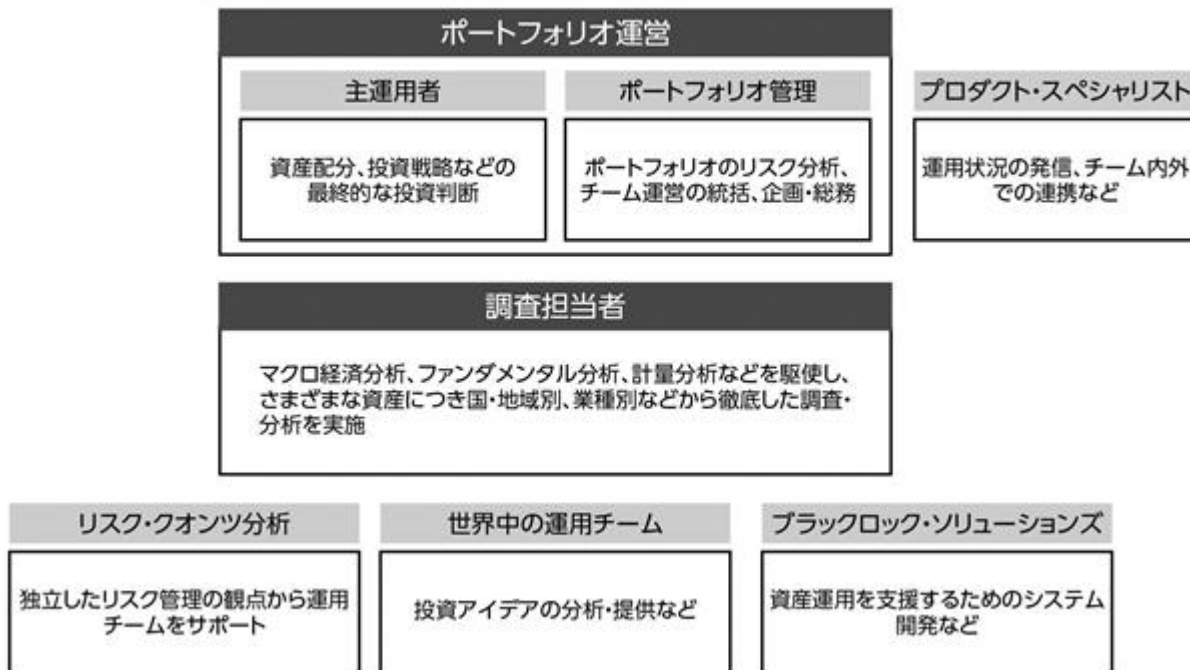 ポートフォリオ運営
主運用者
資産配分、投資戦略などの
最終的な投資判断
ポートフォリオ管理
ポートフォリオのリスク分析、
チーム運営の統括、企画・総務
プロダクト・スペシャリスト
運用状況の発信、チーム内外
での連携など
調査担当者
マクロ経済分析、ファンダメンタル分析、計量分析などを駆使し、
さまざまな資産につき国・地域別、業種別などから徹底した調査・
分析を実施
リスク・クオンツ分析
独立したリスク管理の観点から運用
チームをサポート
世界中の運用チーム
投資アイデアの分析・提供など
ブラックロック・ソリューションズ
資産運用を支援するためのシステム
開発など